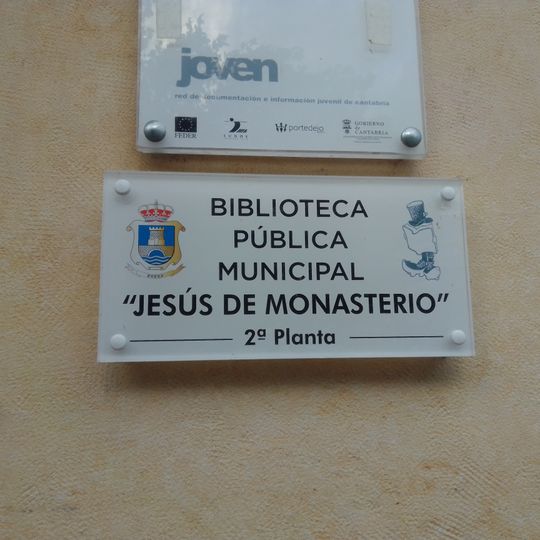 joven
red de documentación e información juvenil de cantabria
FEDER
portedejo
GOBIERNO
de
CANTABRIA
BIBLIOTECA
PÚBLICA
MUNICIPAL
“JESÚS DE MONASTERIO”
2ª Planta